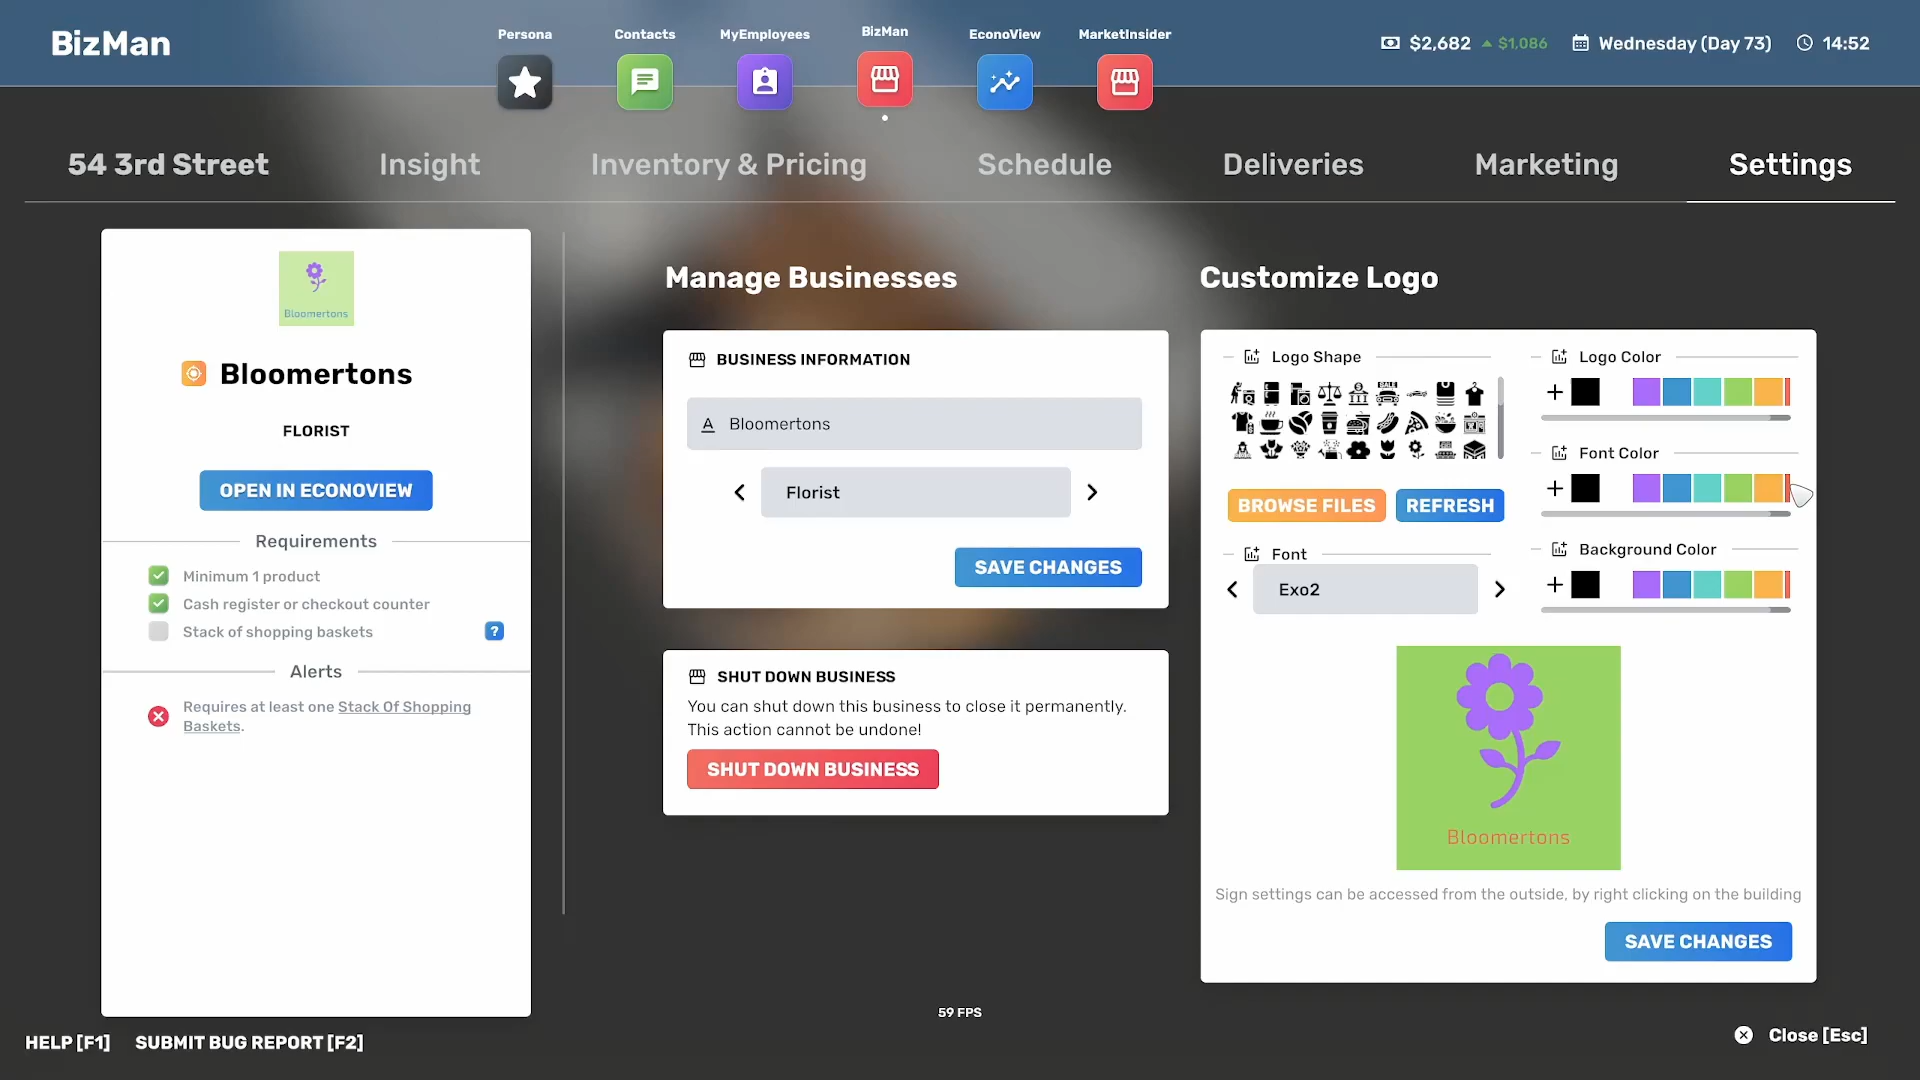 BizMan
Persona
Contacts
MyEmployees
BizMan
EconoView
MarketInsider
$2,682
$1,086
Wednesday (Day 73)
14:52
54 3rd Street
Insight
Inventory & Pricing
Schedule
Deliveries
Marketing
Settings
Bloomertons
Bloomertons
FLORIST
OPEN IN ECONOVIEW
Requirements
Minimum 1 product
Cash register or checkout counter
Stack of shopping baskets
?
Alerts
Requires at least one Stack Of Shopping
Baskets.
Manage Businesses
BUSINESS INFORMATION
Bloomertons
Florist
SAVE CHANGES
SHUT DOWN BUSINESS
You can shut down this business to close it permanently.
This action cannot be undone!
SHUT DOWN BUSINESS
Customize Logo
Logo Shape
SALE
BROWSE FILES
REFRESH
Font
Exo2
Logo Color
Font Color
Background Color
Bloomertons
Sign settings can be accessed from the outside, by right clicking on the building
SAVE CHANGES
59 FPS
HELP [F1]
SUBMIT BUG REPORT [F2]
Close [Esc]